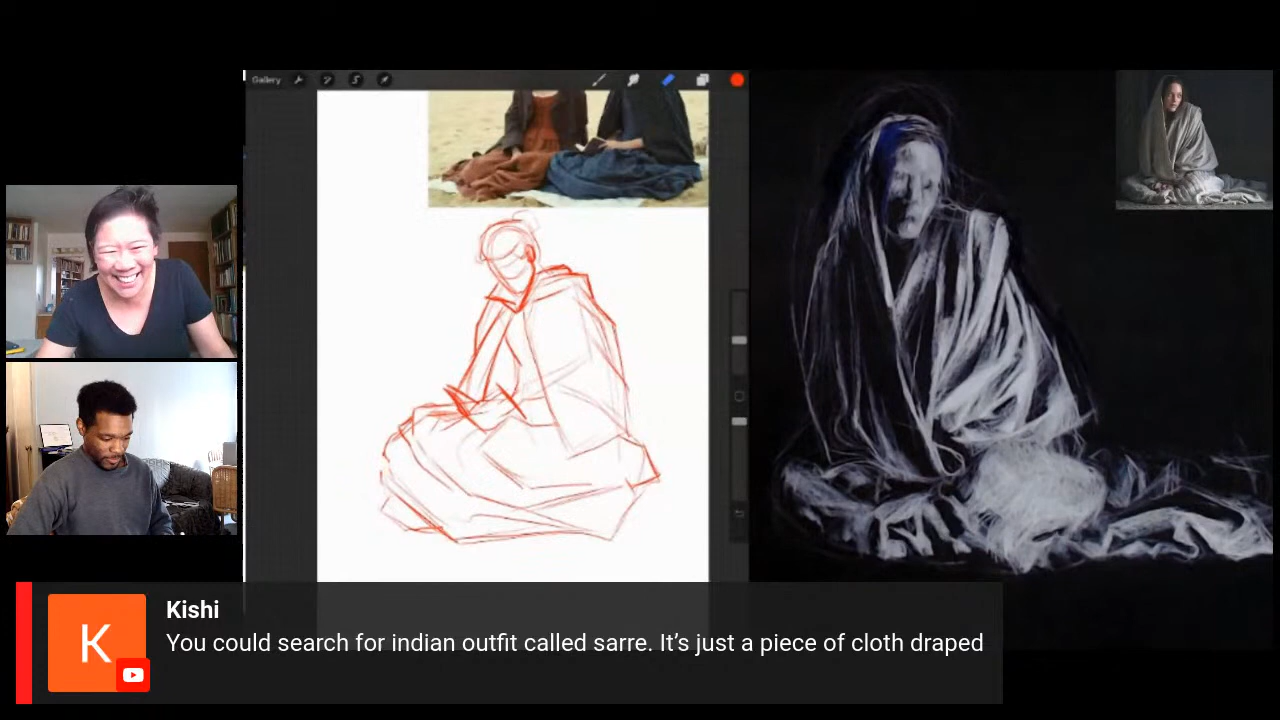 Gallery
K
Kishi
You could search for indian outfit called sarre. It’s just a piece of cloth draped